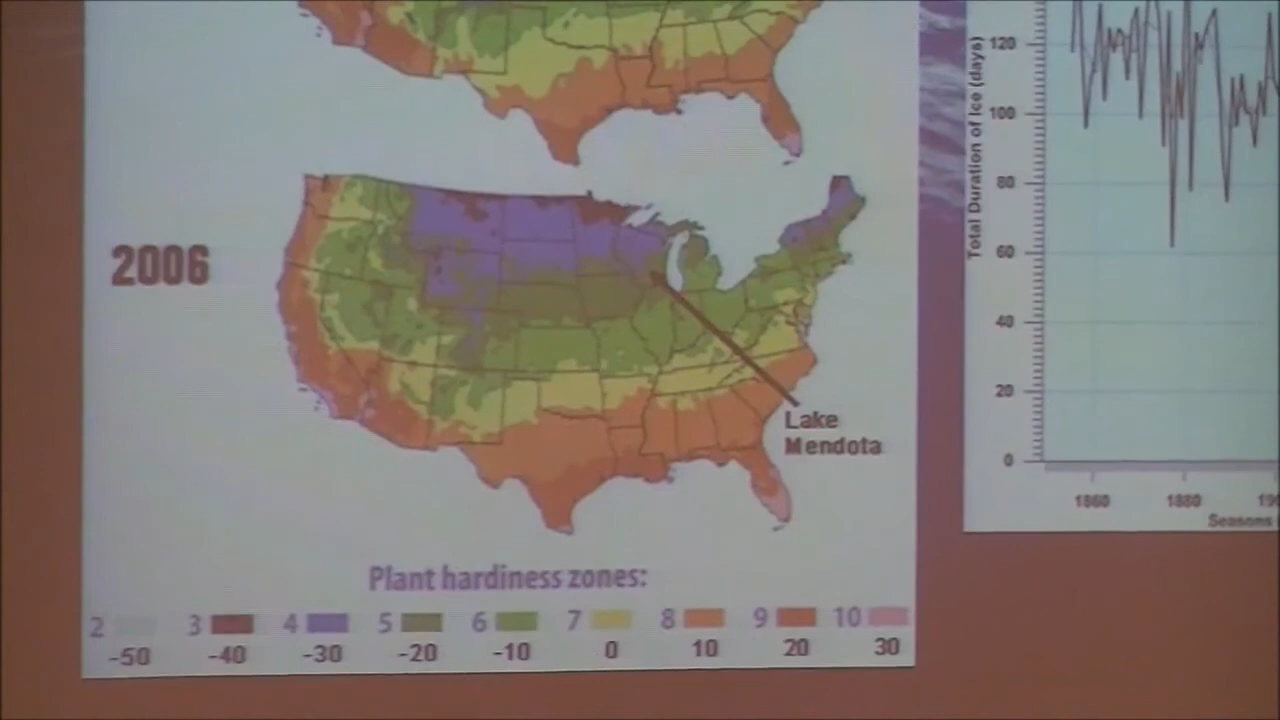 2006
Lake
Mendota
Plant hardiness zones:
2 3 4 5 6 7 8 9 10
-50 -40 -30 -20 -10 0 10 20 30
Total Duration of Ice (days)
120
100
80
60
40
20
0
1860 1880
Seasons